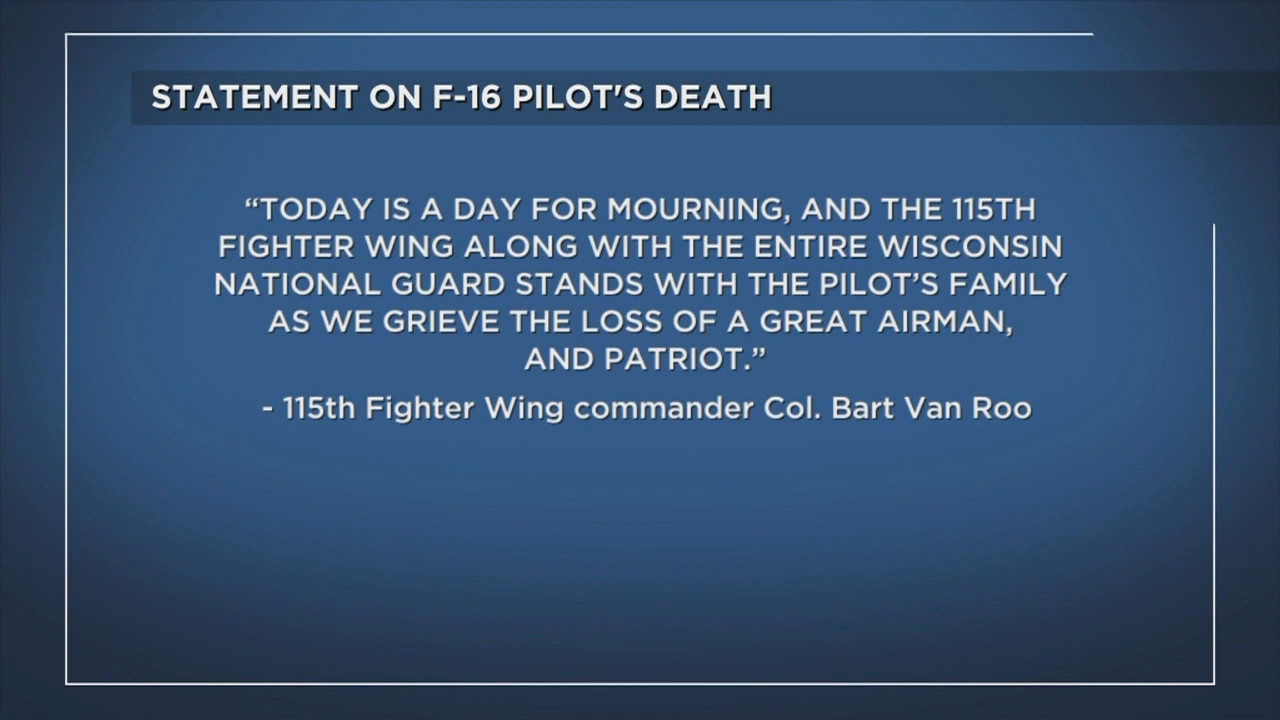 STATEMENT ON F-16 PILOT'S DEATH
“TODAY IS A DAY FOR MOURNING, AND THE 115TH
FIGHTER WING ALONG WITH THE ENTIRE WISCONSIN
NATIONAL GUARD STANDS WITH THE PILOT’S FAMILY
AS WE GRIEVE THE LOSS OF A GREAT AIRMAN,
AND PATRIOT.”
- 115th Fighter Wing commander Col. Bart Van Roo